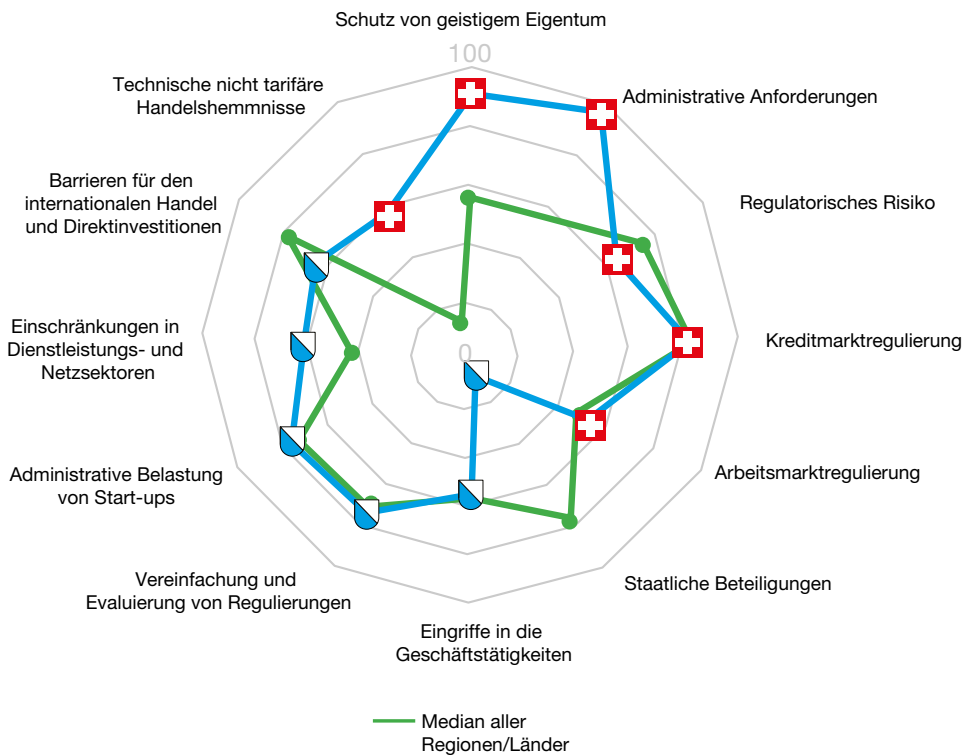 Schutz von geistigem Eigentum
100
Administrative Anforderungen
Regulatorisches Risiko
Kreditmarktregulierung
Arbeitsmarktregulierung
Staatliche Beteiligungen
Eingriffe in die
Geschäftstätigkeiten
Vereinfachung und
Evaluierung von Regulierungen
Administrative Belastung
von Start-ups
Einschränkungen in
Dienstleistungs- und
Netzsektoren
Barrieren für den
internationalen Handel
und Direktinvestitionen
Technische nicht tarifäre
Handelshemmnisse
0
Median aller
Regionen/Länder